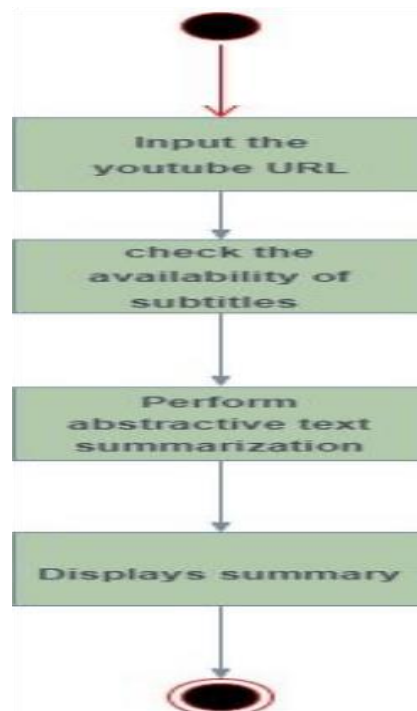 Input the
youtube URL
check the
availability of
subtitles
Perform
abstractive text
summarization
Displays summary